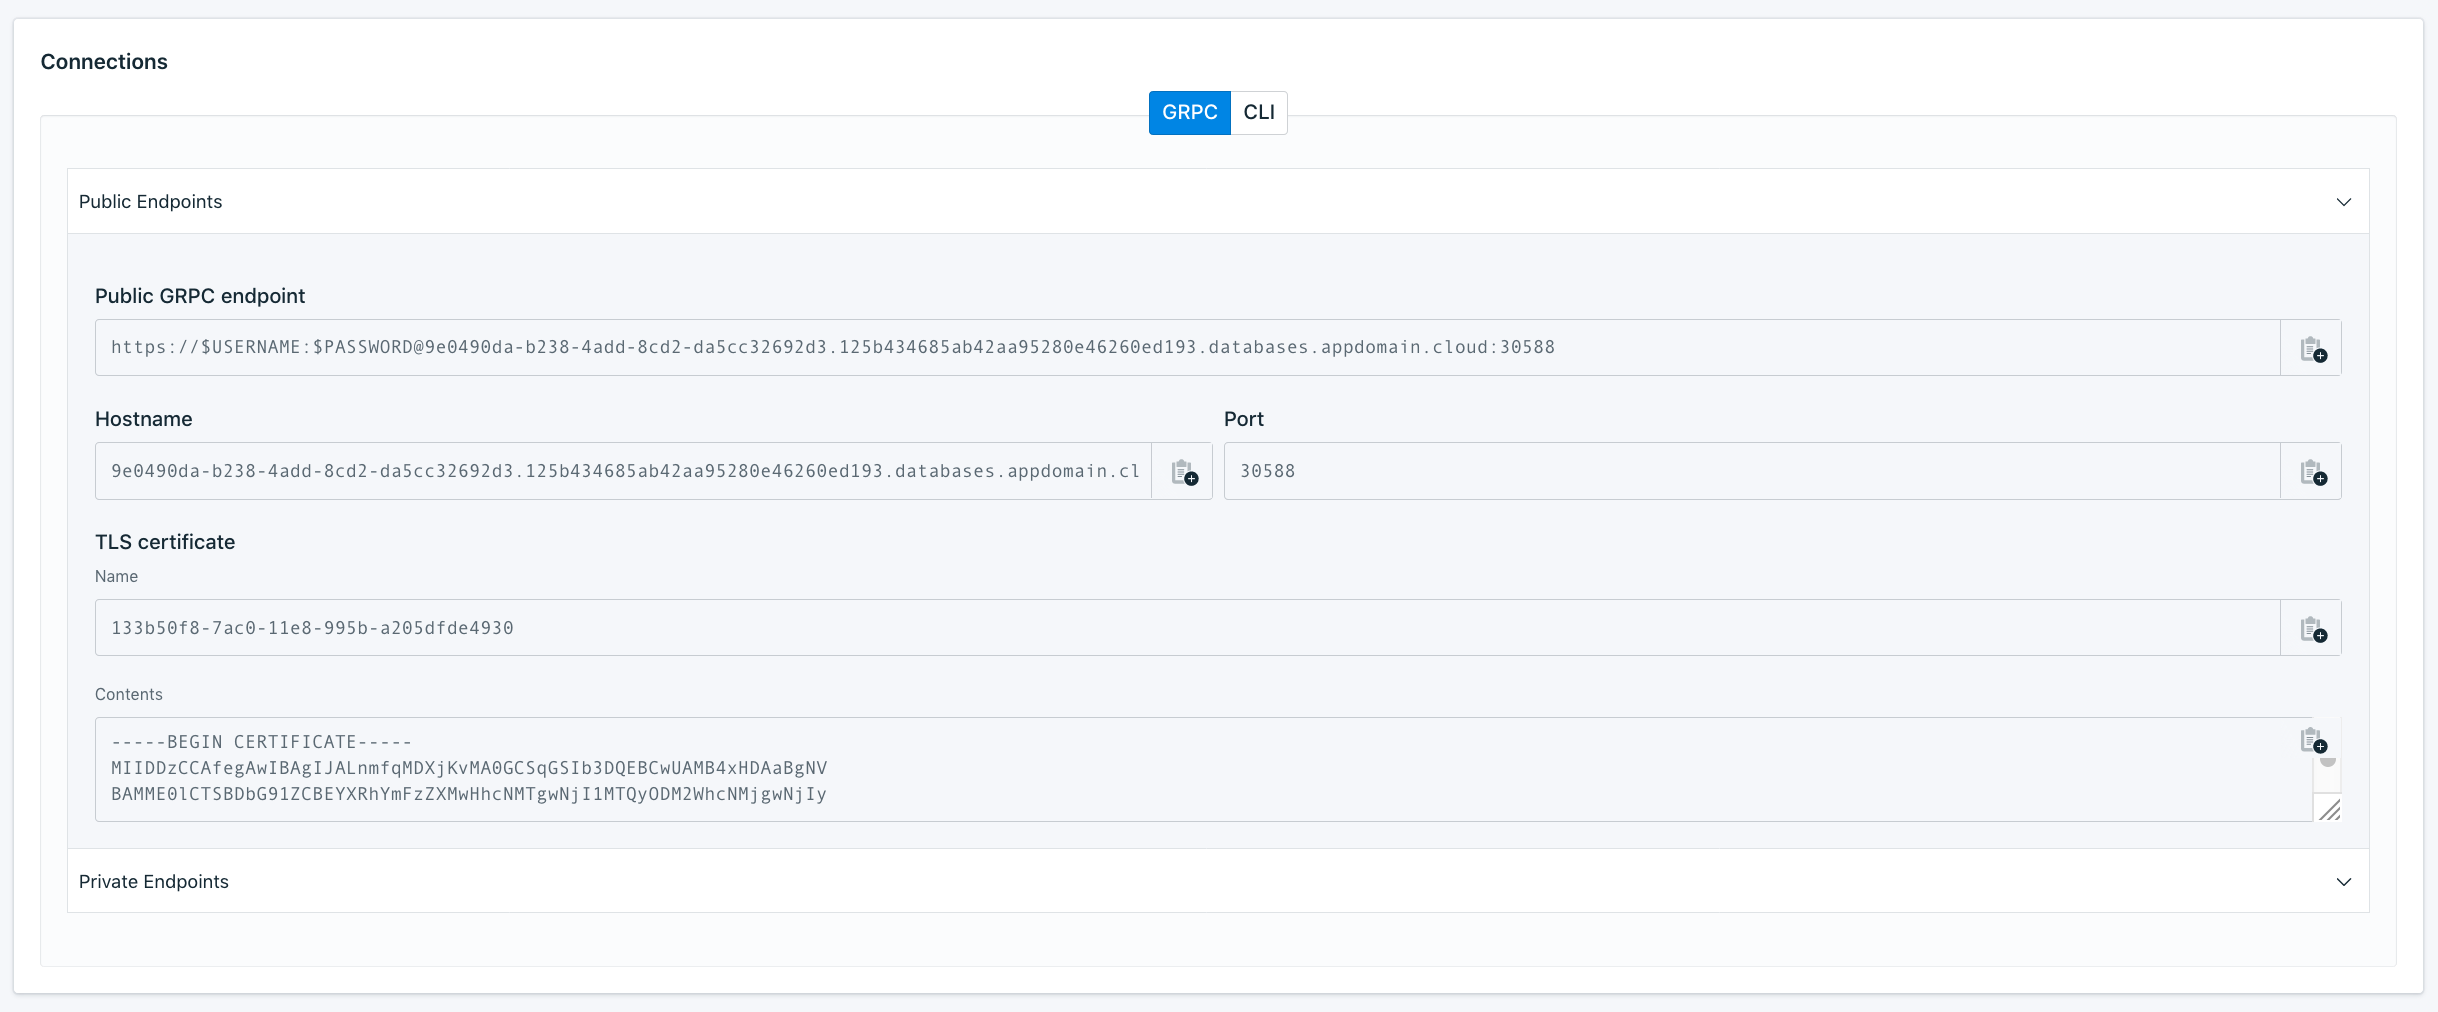 Connections
GRPC CLI
Public Endpoints
Public GRPC endpoint
https://$USERNAME:$PASSWORD@9e0490da-b238-4add-8cd2-da5cc32692d3.125b434685ab42aa95280e46260ed193.databases.appdomain.cloud:30588
Hostname Port
9e0490da-b238-4add-8cd2-da5cc32692d3.125b434685ab42aa95280e46260ed193.databases.appdomain.cl 30588
TLS certificate
Name
133b50f8-7ac0-11e8-995b-a205dfde4930
Contents
-----BEGIN CERTIFICATE-----
MIIDDzCCAfegAwIBAgIJALnmfqMDXjKvMA0GCSqGSIb3DQEBCwUAMB4xHDAaBgNV
BAMME0lCTSBDbG91ZCBEYXRhYmFzZXMwHhcNMTgwNjI1MTQyODM2WhcNMjgwNjIy
Private Endpoints